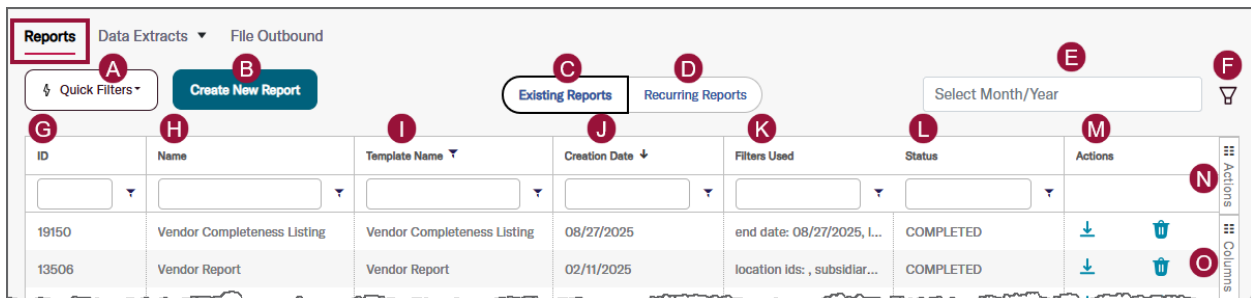 Reports Data Extracts File Outbound
A B C D E F
Quick Filters Create New Report Existing Reports Recurring Reports Select Month/Year
G H I J K L M
ID Name Template Name Creation Date Filters Used Status Actions
N Actions
19150 Vendor Completeness Listing Vendor Completeness Listing 08/27/2025 end date: 08/27/2025, l... COMPLETED
13506 Vendor Report Vendor Report 02/11/2025 location ids: , subsidiar... COMPLETED
O Columns